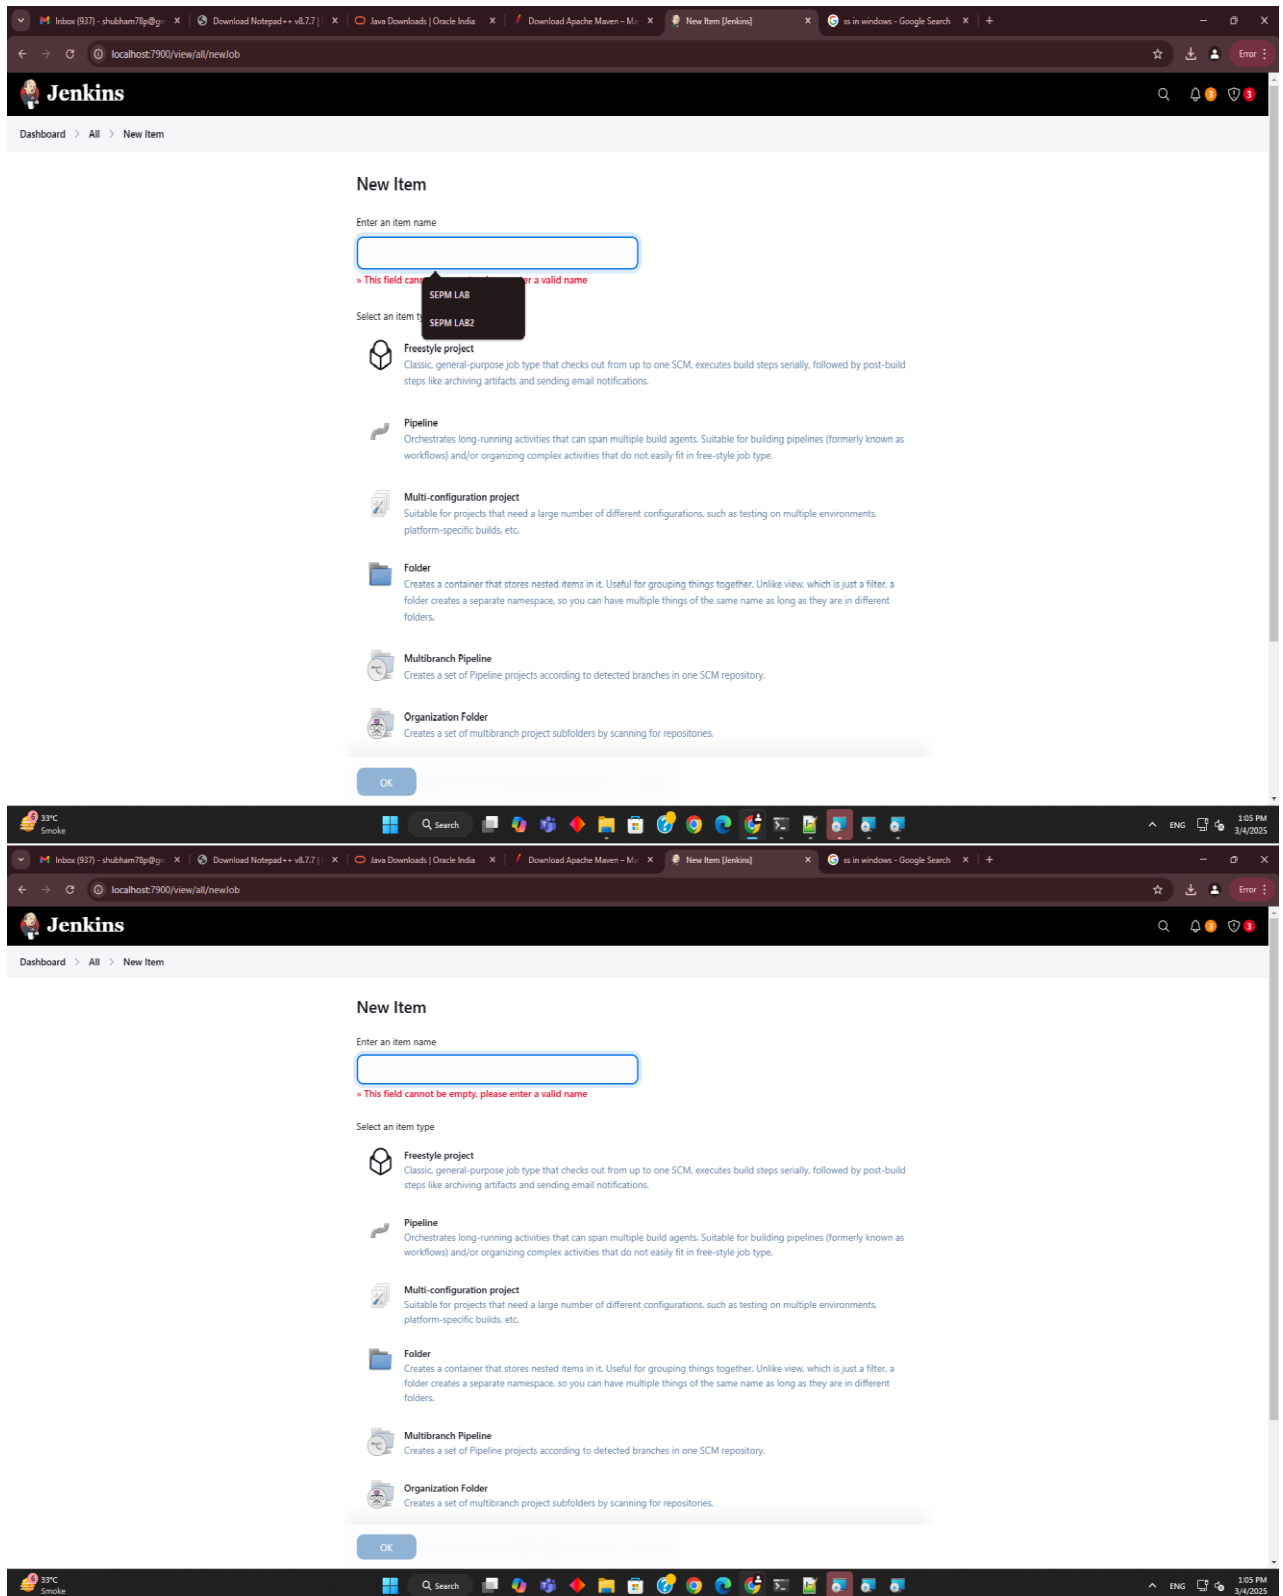 Inbox (937) - shubham78p@gm
Download Notepad++ v8.7.7 |
Java Downloads | Oracle India
Download Apache Maven – Ma
New Item [Jenkins]
ss in windows - Google Search
localhost:7900/view/all/newJob
Error
Jenkins
3
3
Dashboard > All > New Item
New Item
Enter an item name
» This field cann
er a valid name
SEPM LAB
Select an item ty
SEPM LAB2
Freestyle project
Classic, general-purpose job type that checks out from up to one SCM, executes build steps serially, followed by post-build
steps like archiving artifacts and sending email notifications.
Pipeline
Orchestrates long-running activities that can span multiple build agents. Suitable for building pipelines (formerly known as
workflows) and/or organizing complex activities that do not easily fit in free-style job type.
Multi-configuration project
Suitable for projects that need a large number of different configurations, such as testing on multiple environments,
platform-specific builds, etc.
Folder
Creates a container that stores nested items in it. Useful for grouping things together. Unlike view, which is just a filter, a
folder creates a separate namespace, so you can have multiple things of the same name as long as they are in different
folders.
Multibranch Pipeline
Creates a set of Pipeline projects according to detected branches in one SCM repository.
Organization Folder
Creates a set of multibranch project subfolders by scanning for repositories.
OK
6
33°C
Smoke
Search
ENG
1:05 PM
3/4/2025
Inbox (937) - shubham78p@gm
Download Notepad++ v8.7.7 |
Java Downloads | Oracle India
Download Apache Maven – Ma
New Item [Jenkins]
ss in windows - Google Search
localhost:7900/view/all/newJob
Error
Jenkins
3
3
Dashboard > All > New Item
New Item
Enter an item name
» This field cannot be empty, please enter a valid name
Select an item type
Freestyle project
Classic, general-purpose job type that checks out from up to one SCM, executes build steps serially, followed by post-build
steps like archiving artifacts and sending email notifications.
Pipeline
Orchestrates long-running activities that can span multiple build agents. Suitable for building pipelines (formerly known as
workflows) and/or organizing complex activities that do not easily fit in free-style job type.
Multi-configuration project
Suitable for projects that need a large number of different configurations, such as testing on multiple environments,
platform-specific builds, etc.
Folder
Creates a container that stores nested items in it. Useful for grouping things together. Unlike view, which is just a filter, a
folder creates a separate namespace, so you can have multiple things of the same name as long as they are in different
folders.
Multibranch Pipeline
Creates a set of Pipeline projects according to detected branches in one SCM repository.
Organization Folder
Creates a set of multibranch project subfolders by scanning for repositories.
OK
6
33°C
Smoke
Search
ENG
1:05 PM
3/4/2025